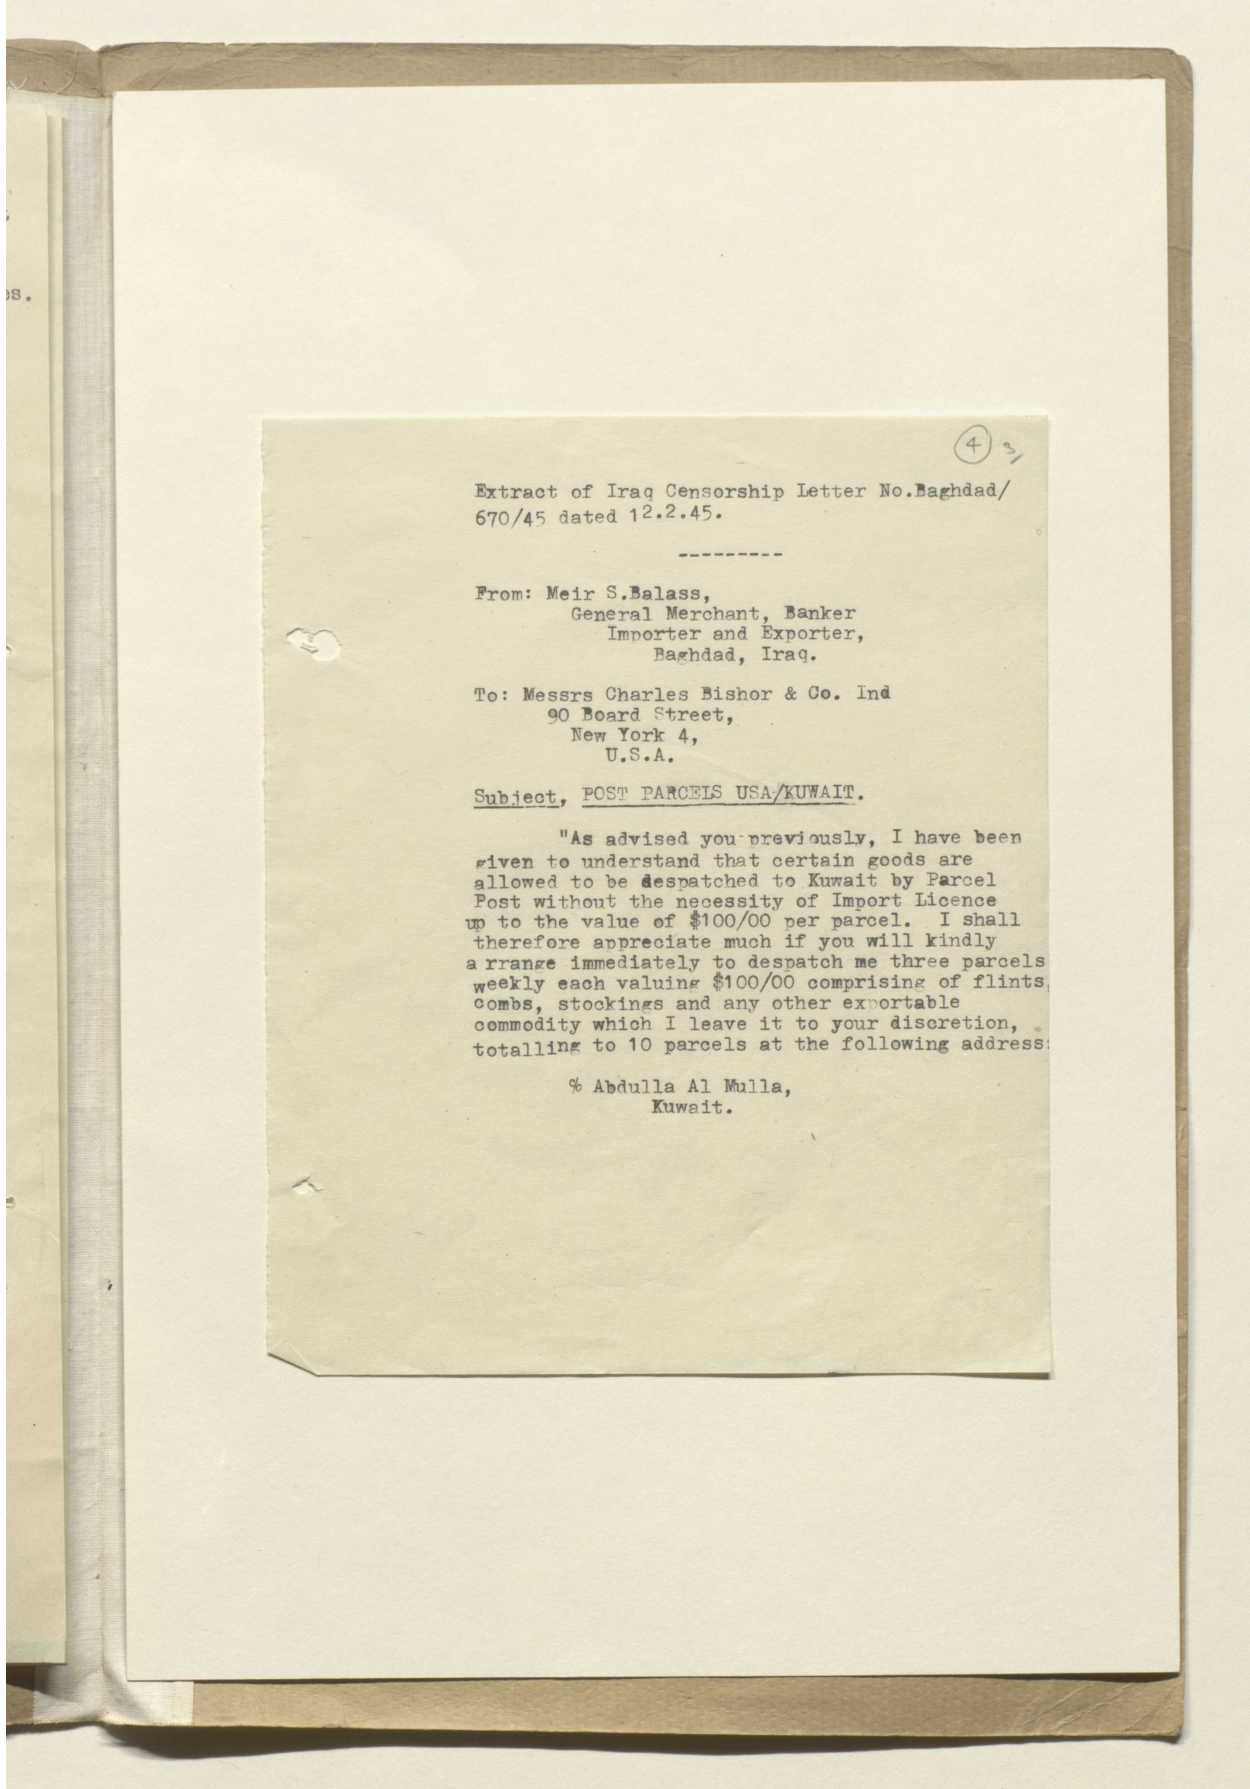 es.
4 3/
Extract of Iraq Censorship Letter No.Baghdad/
670/45 dated 12.2.45.
---------
From: Meir S.Balass,
General Merchant, Banker
Importer and Exporter,
Baghdad, Iraq.
To: Messrs Charles Bishor & Co. Ind
90 Board Street,
New York 4,
U.S.A.
Subject, POST PARCELS USA/KUWAIT.
"As advised you previously, I have been
given to understand that certain goods are
allowed to be despatched to Kuwait by Parcel
Post without the necessity of Import Licence
up to the value of $100/00 per parcel. I shall
therefore appreciate much if you will kindly
a rrange immediately to despatch me three parcels
weekly each valuing $100/00 comprising of flints,
combs, stockings and any other exportable
commodity which I leave it to your discretion,
totalling to 10 parcels at the following address:
% Abdulla Al Mulla,
Kuwait.